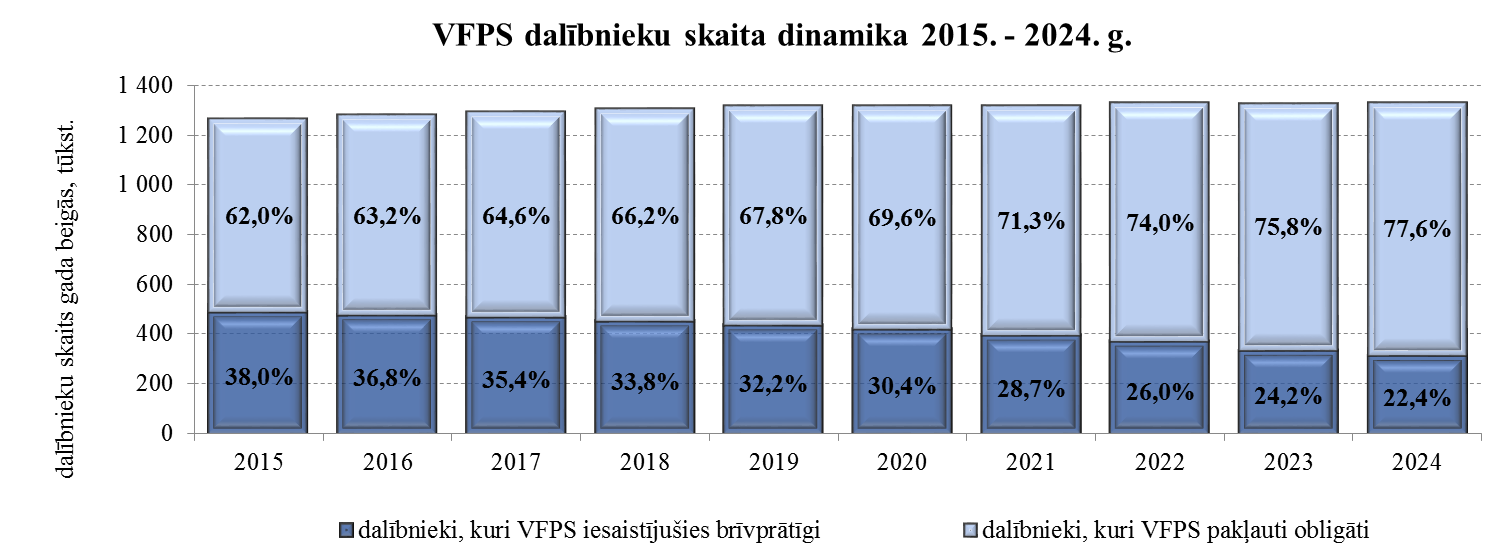 VFPS dalībnieku skaita dinamika 2015. - 2024. g.
dalībnieku skaits gada beigās, tūkst.
1 400
1 200
1 000
800
600
400
200
0
62,0% 63,2% 64,6% 66,2% 67,8% 69,6% 71,3% 74,0% 75,8% 77,6%
38,0% 36,8% 35,4% 33,8% 32,2% 30,4% 28,7% 26,0% 24,2% 22,4%
2015 2016 2017 2018 2019 2020 2021 2022 2023 2024
dalībnieki, kuri VFPS iesaistījušies brīvprātīgi
dalībnieki, kuri VFPS pakļauti obligāti